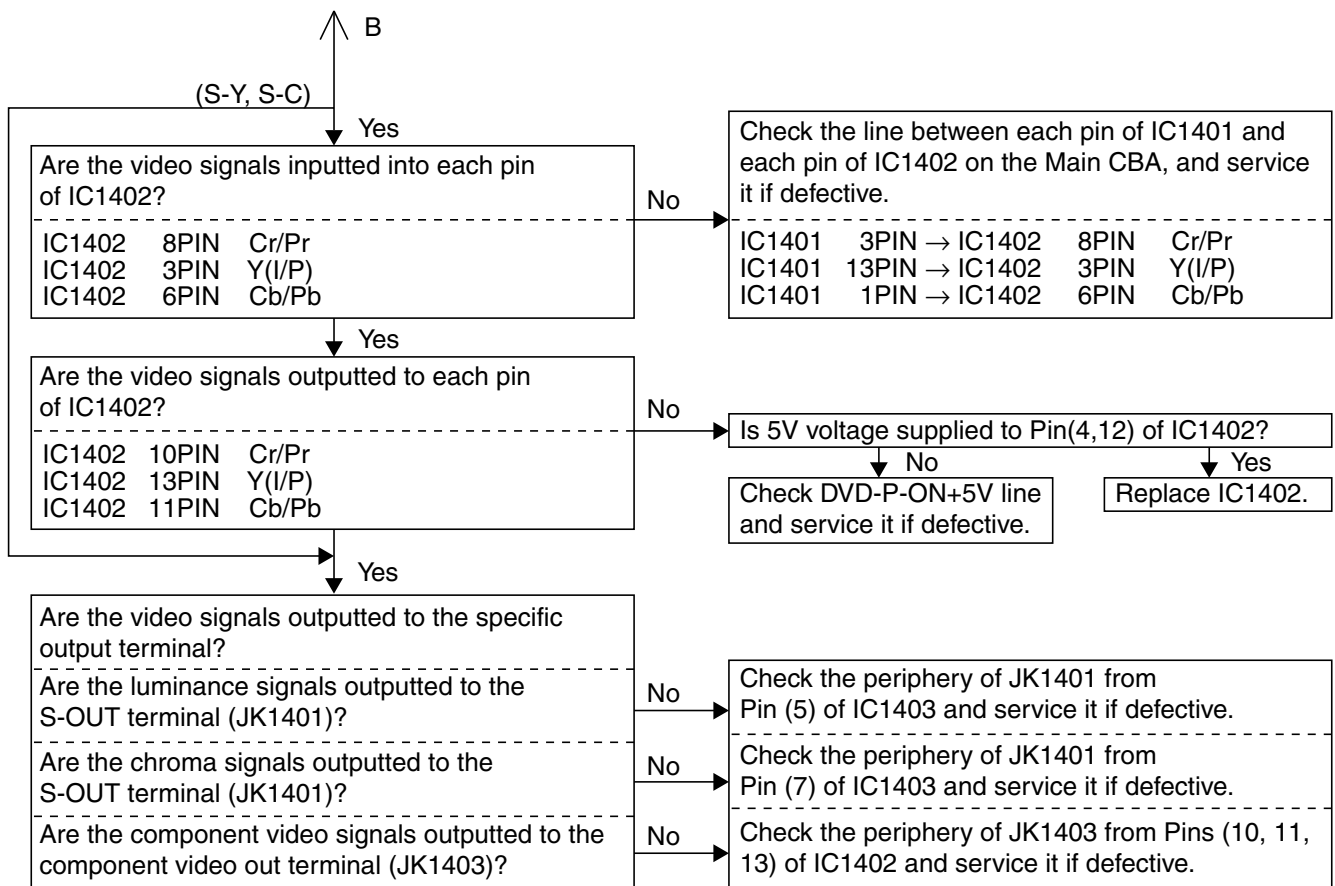 B
(S-Y, S-C)
Yes
Are the video signals inputted into each pin
of IC1402?
IC1402 8PIN Cr/Pr
IC1402 3PIN Y(I/P)
IC1402 6PIN Cb/Pb
No
Check the line between each pin of IC1401 and
each pin of IC1402 on the Main CBA, and service
it if defective.
IC1401 3PIN → IC1402 8PIN Cr/Pr
IC1401 13PIN → IC1402 3PIN Y(I/P)
IC1401 1PIN → IC1402 6PIN Cb/Pb
Yes
Are the video signals outputted to each pin
of IC1402?
IC1402 10PIN Cr/Pr
IC1402 13PIN Y(I/P)
IC1402 11PIN Cb/Pb
No
Is 5V voltage supplied to Pin(4,12) of IC1402?
No
Yes
Check DVD-P-ON+5V line
and service it if defective.
Replace IC1402.
Yes
Are the video signals outputted to the specific
output terminal?
Are the luminance signals outputted to the
S-OUT terminal (JK1401)?
No
Check the periphery of JK1401 from
Pin (5) of IC1403 and service it if defective.
Are the chroma signals outputted to the
S-OUT terminal (JK1401)?
No
Check the periphery of JK1401 from
Pin (7) of IC1403 and service it if defective.
Are the component video signals outputted to the
component video out terminal (JK1403)?
No
Check the periphery of JK1403 from Pins (10, 11,
13) of IC1402 and service it if defective.